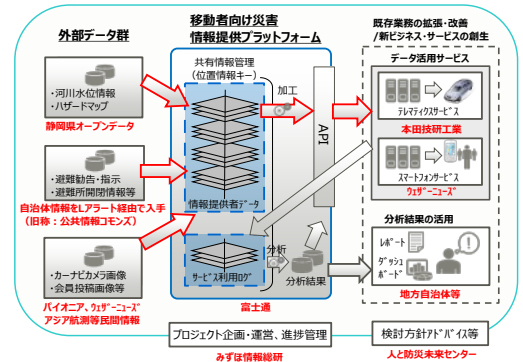 外部データ群
・河川水位情報
・ハザードマップ
静岡県オープンデータ
・避難勧告・指示
・避難所開閉情報等
自治体情報をLアラート経由で入手
（旧称：公共情報コモンズ）
・カーナビカメラ画像
・会員投稿画像等
パイオニア、ウェザーニューズ
アジア航測等民間情報
移動者向け災害
情報提供プラットフォーム
共有情報管理
（位置情報キー）
加工
API
情報提供者データ
サービス利用ログ
分析
分析結果
富士通
既存業務の拡張・改善
/新ビジネス・サービスの創生
データ活用サービス
テレマティクスサービス
本田技研工業
スマートフォンサービス
ウェザーニューズ
分析結果の活用
レポート
ダッシュ
ボード
地方自治体等
プロジェクト企画・運営、進捗管理
みずほ情報総研
検討方針アドバイス等
人と防災未来センター